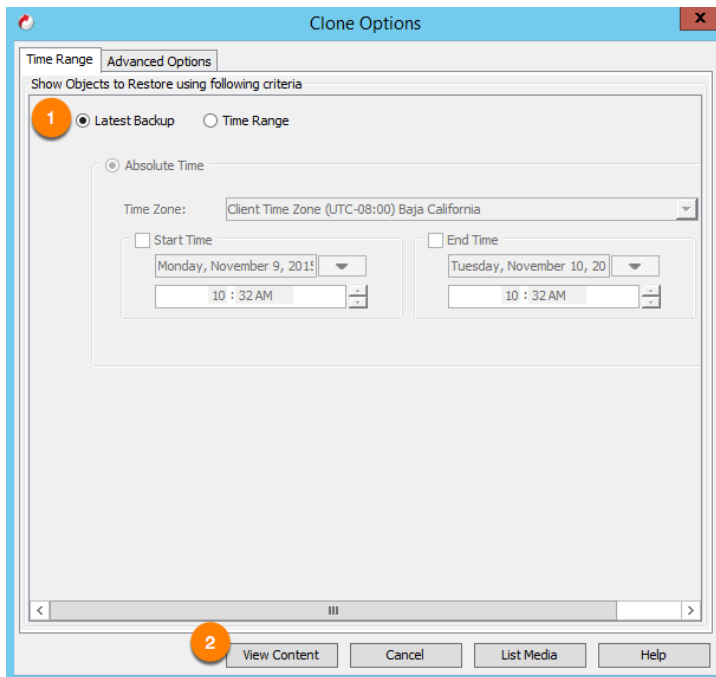 Clone Options
x
Time Range Advanced Options
Show Objects to Restore using following criteria
1 Latest Backup Time Range
Absolute Time
Time Zone: Client Time Zone (UTC-08:00) Baja California
Start Time End Time
Monday, November 9, 2015 Tuesday, November 10, 20
10 : 32 AM 10 : 32 AM
2 View Content Cancel List Media Help